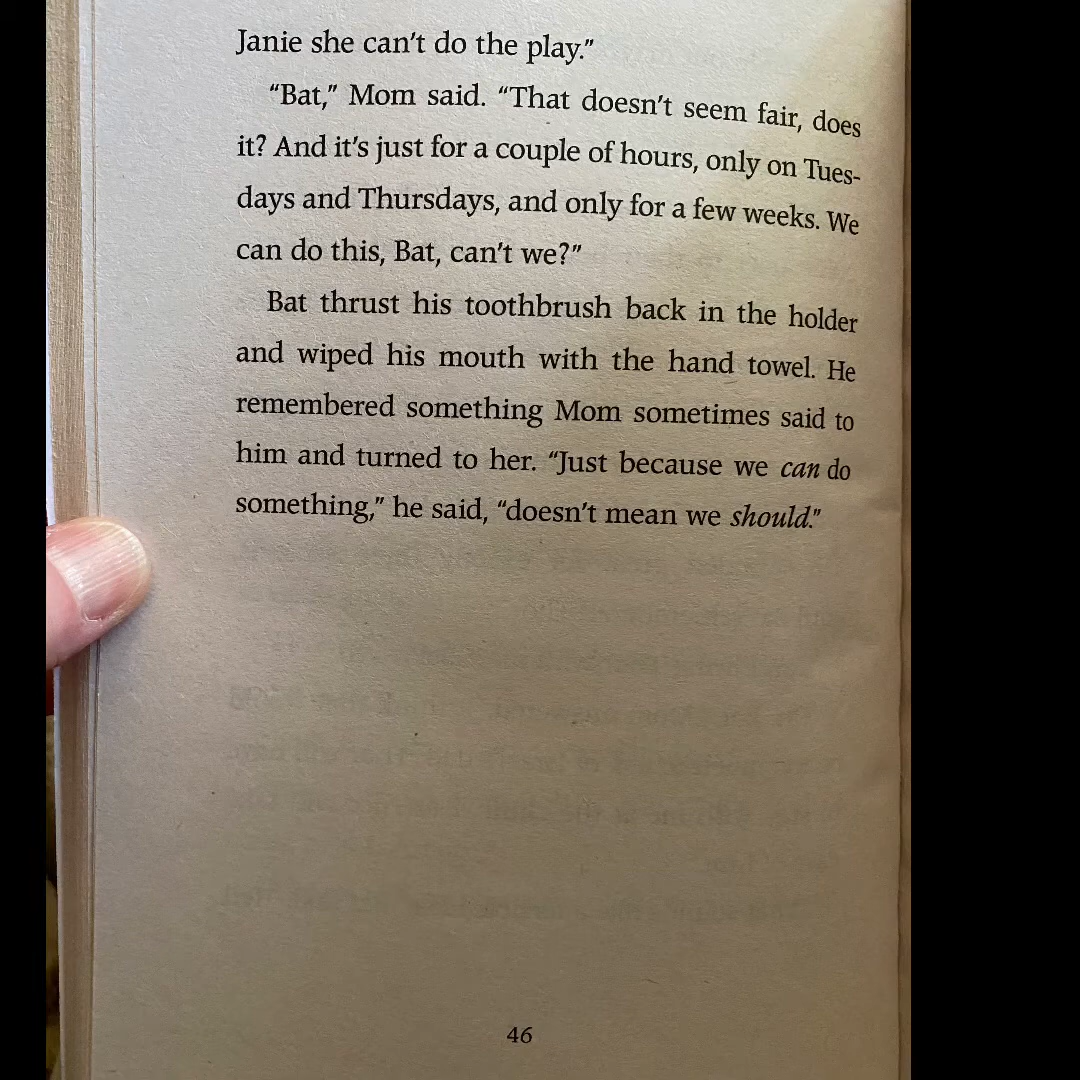 Janie she can't do the play."
"Bat," Mom said. "That doesn't seem fair, does
it? And it's just for a couple of hours, only on Tues-
days and Thursdays, and only for a few weeks. We
can do this, Bat, can't we?"
Bat thrust his toothbrush back in the holder
and wiped his mouth with the hand towel. He
remembered something Mom sometimes said to
him and turned to her. "Just because we can do
something," he said, "doesn't mean we should."
46